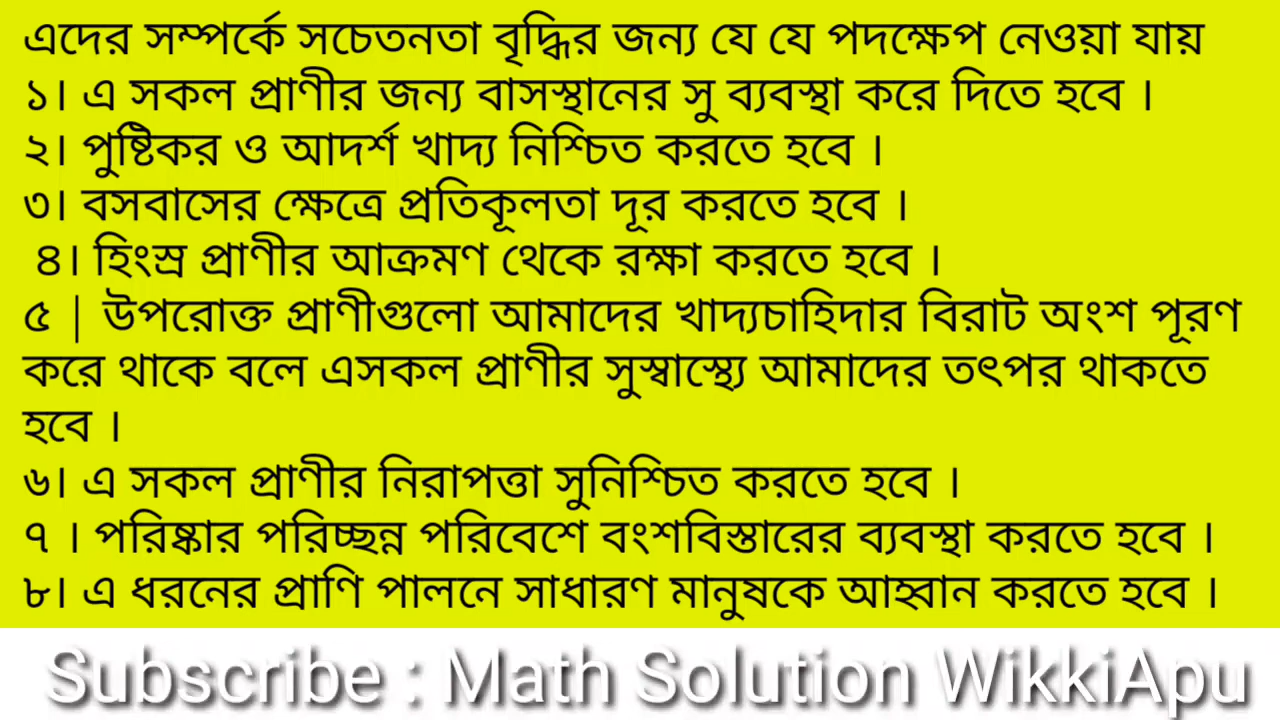 এদের সম্পর্কে সচেতনতা বৃদ্ধির জন্য যে যে পদক্ষেপ নেওয়া যায়
১। এ সকল প্রাণীর জন্য বাসস্থানের সু ব্যবস্থা করে দিতে হবে ।
২। পুষ্টিকর ও আদর্শ খাদ্য নিশ্চিত করতে হবে ।
৩। বসবাসের ক্ষেত্রে প্রতিকূলতা দূর করতে হবে ।
৪। হিংস্র প্রাণীর আক্রমণ থেকে রক্ষা করতে হবে ।
৫ | উপরোক্ত প্রাণীগুলো আমাদের খাদ্যচাহিদার বিরাট অংশ পূরণ
করে থাকে বলে এসকল প্রাণীর সুস্বাস্থ্যে আমাদের তৎপর থাকতে
হবে ।
৬। এ সকল প্রাণীর নিরাপত্তা সুনিশ্চিত করতে হবে ।
৭ । পরিষ্কার পরিচ্ছন্ন পরিবেশে বংশবিস্তারের ব্যবস্থা করতে হবে ।
৮। এ ধরনের প্রাণি পালনে সাধারণ মানুষকে আহ্বান করতে হবে ।
Subscribe : Math Solution WikkiApu